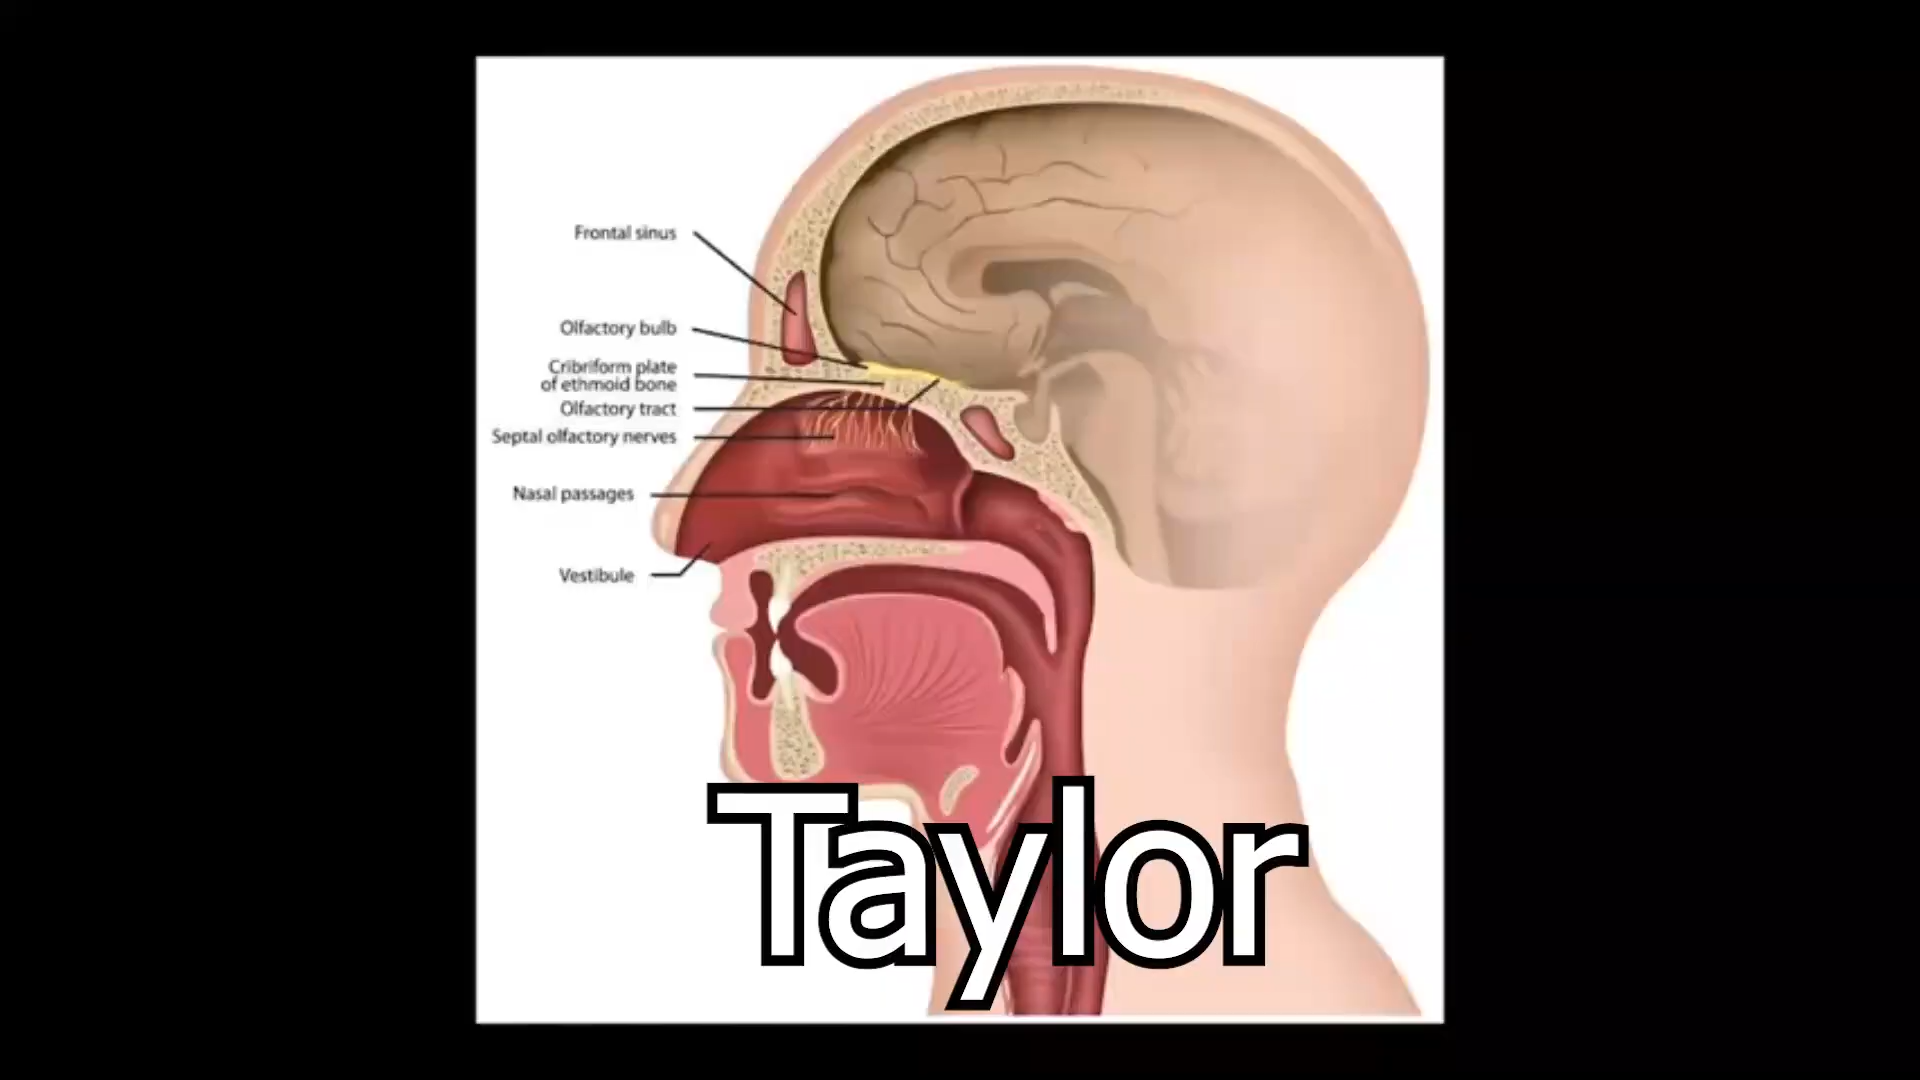 Frontal sinus
Olfactory bulb
Cribriform plate
of ethmoid bone
Olfactory tract
Septal olfactory nerves
Nasal passages
Vestibule
Taylor